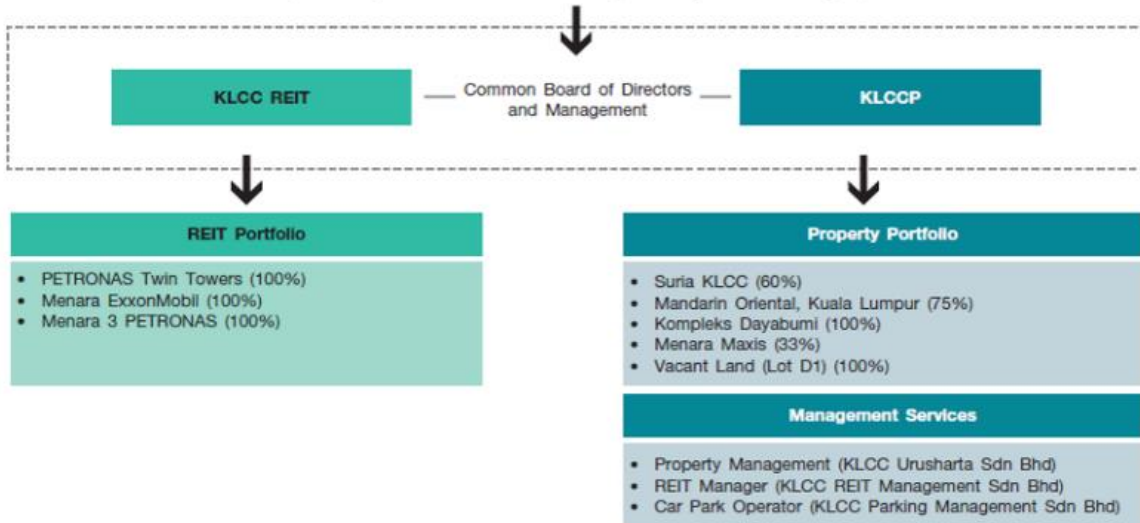 KLCC REIT
Common Board of Directors
and Management
KLCCP
REIT Portfolio
• PETRONAS Twin Towers (100%)
• Menara ExxonMobil (100%)
• Menara 3 PETRONAS (100%)
Property Portfolio
• Suria KLCC (60%)
• Mandarin Oriental, Kuala Lumpur (75%)
• Kompleks Dayabumi (100%)
• Menara Maxis (33%)
• Vacant Land (Lot D1) (100%)
Management Services
• Property Management (KLCC Urusharta Sdn Bhd)
• REIT Manager (KLCC REIT Management Sdn Bhd)
• Car Park Operator (KLCC Parking Management Sdn Bhd)